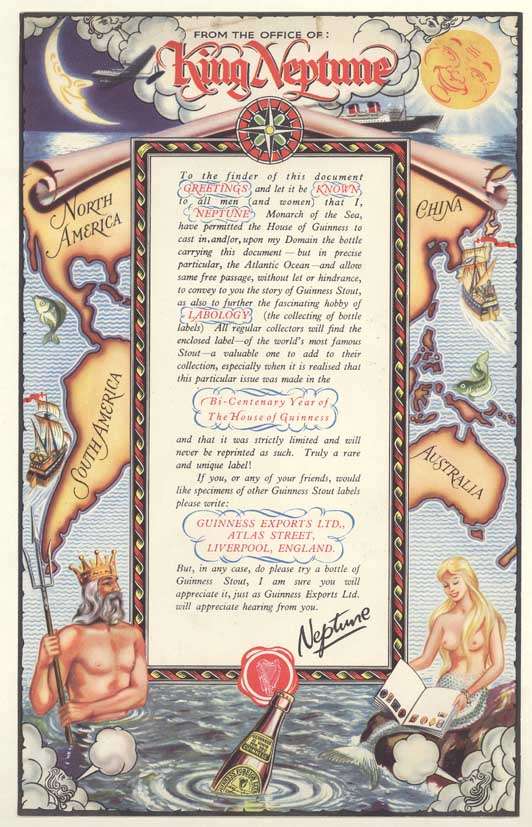 FROM THE OFFICE OF:
King Neptune
NORTH
AMERICA
SOUTH AMERICA
CHINA
AUSTRALIA
To the finder of this document
GREETINGS and let it be KNOWN
to all men (and women) that I,
NEPTUNE Monarch of the Sea,
have permitted the House of Guinness to
cast in, and/or, upon my Domain the bottle
carrying this document—but in precise
particular, the Atlantic Ocean—and allow
same free passage, without let or hindrance,
to convey to you the story of Guinness Stout,
as also to further the fascinating hobby of
LABOLOGY (the collecting of bottle
labels) All regular collectors will find the
enclosed label—of the world's most famous
Stout—a valuable one to add to their
collection, especially when it is realised that
this particular issue was made in the
Bi-Centenary Year of
The House of Guinness
and that it was strictly limited and will
never be reprinted as such. Truly a rare
and unique label!
If you, or any of your friends, would
like specimens of other Guinness Stout labels
please write:
GUINNESS EXPORTS LTD.,
ATLAS STREET,
LIVERPOOL, ENGLAND.
But, in any case, do please try a bottle of
Guinness Stout, I am sure you will
appreciate it, just as Guinness Exports Ltd.
will appreciate hearing from you.
Neptune